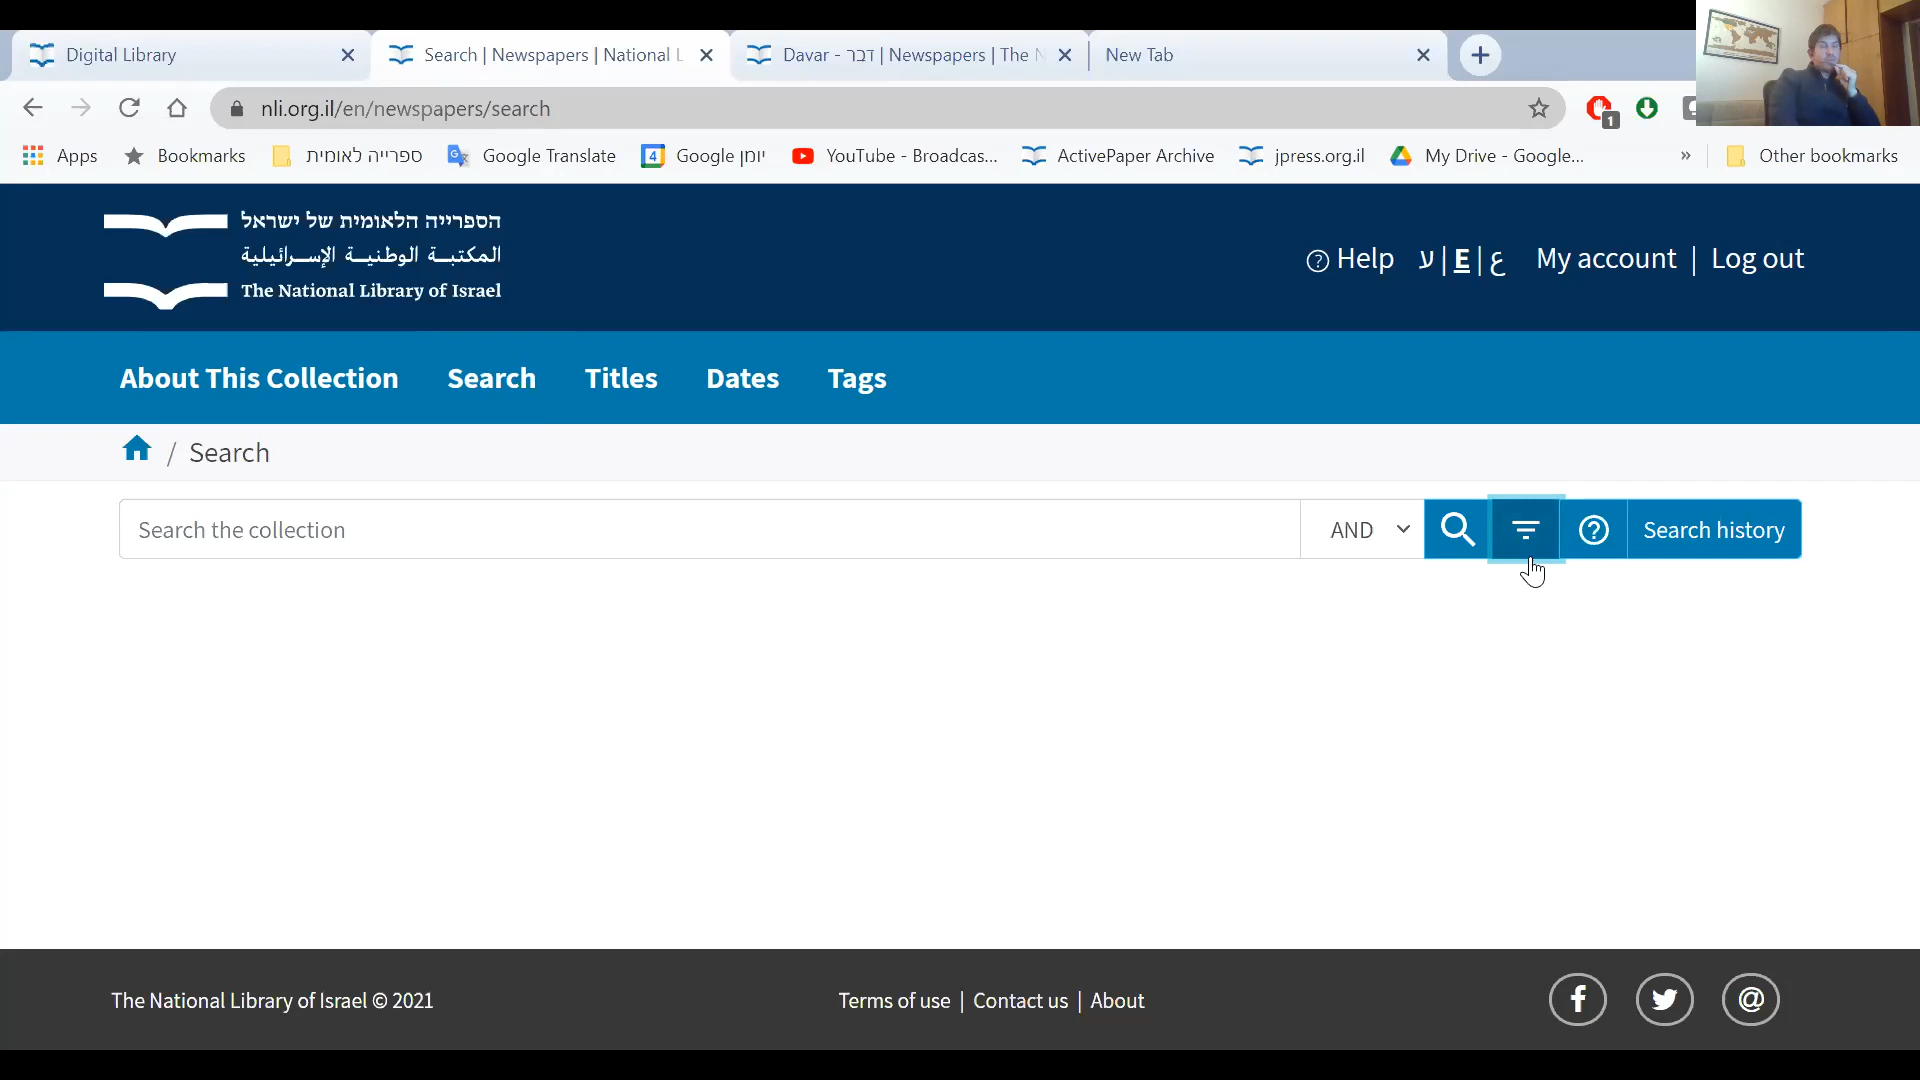 Digital Library
Search | Newspapers | National L
Davar - דבר | Newspapers | The N
New Tab
nli.org.il/en/newspapers/search
1
Apps
Bookmarks
ספרייה לאומית
Google Translate
4
יומן Google
YouTube - Broadcas...
ActivePaper Archive
jpress.org.il
My Drive - Google...
»
Other bookmarks
הספרייה הלאומית של ישראל
المكتبة الوطنية الإسرائيلية
The National Library of Israel
? Help
ע | E | ع
My account | Log out
About This Collection
Search
Titles
Dates
Tags
/ Search
Search the collection
AND
?
Search history
The National Library of Israel © 2021
Terms of use | Contact us | About
f
@